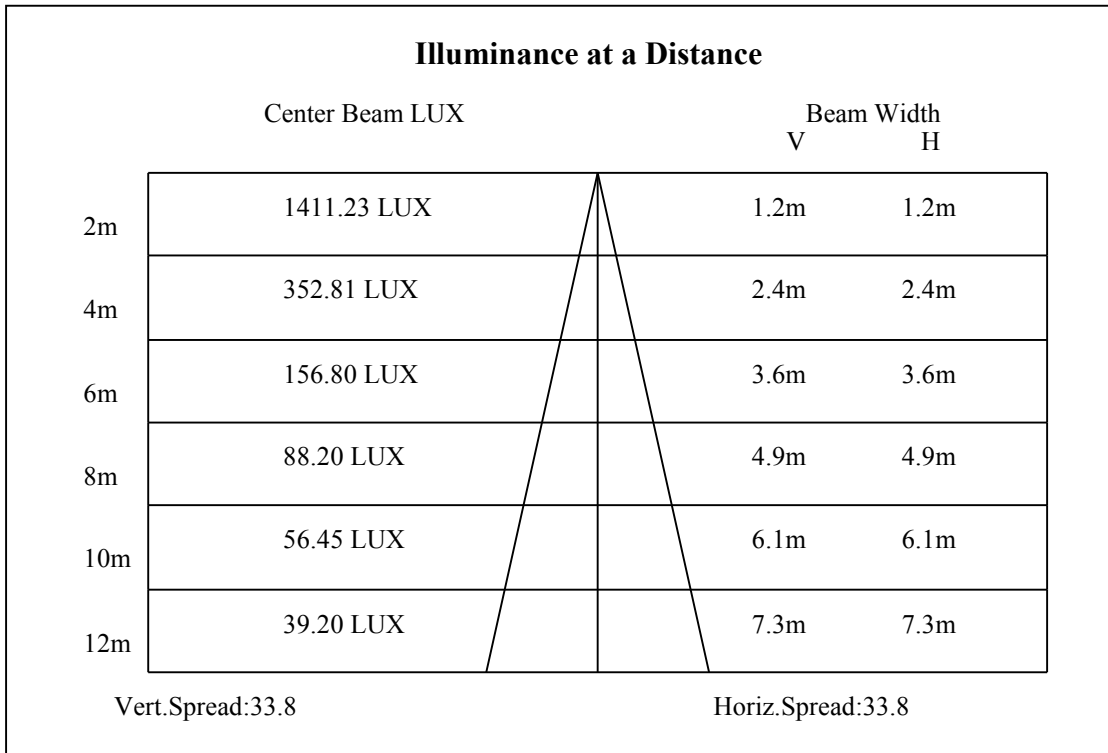 Illuminance at a Distance
Center Beam LUX Beam Width
V H
2m 1411.23 LUX 1.2m 1.2m
4m 352.81 LUX 2.4m 2.4m
6m 156.80 LUX 3.6m 3.6m
8m 88.20 LUX 4.9m 4.9m
10m 56.45 LUX 6.1m 6.1m
12m 39.20 LUX 7.3m 7.3m
Vert.Spread:33.8 Horiz.Spread:33.8